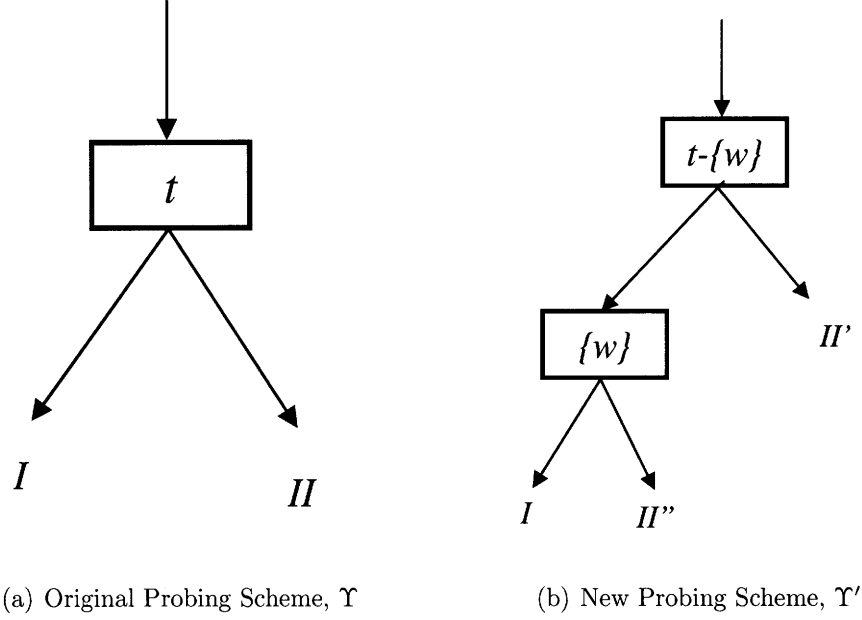 t
t-{w}
{w}
II'
I
II
I
II"
(a) Original Probing Scheme, ϒ
(b) New Probing Scheme, ϒ′